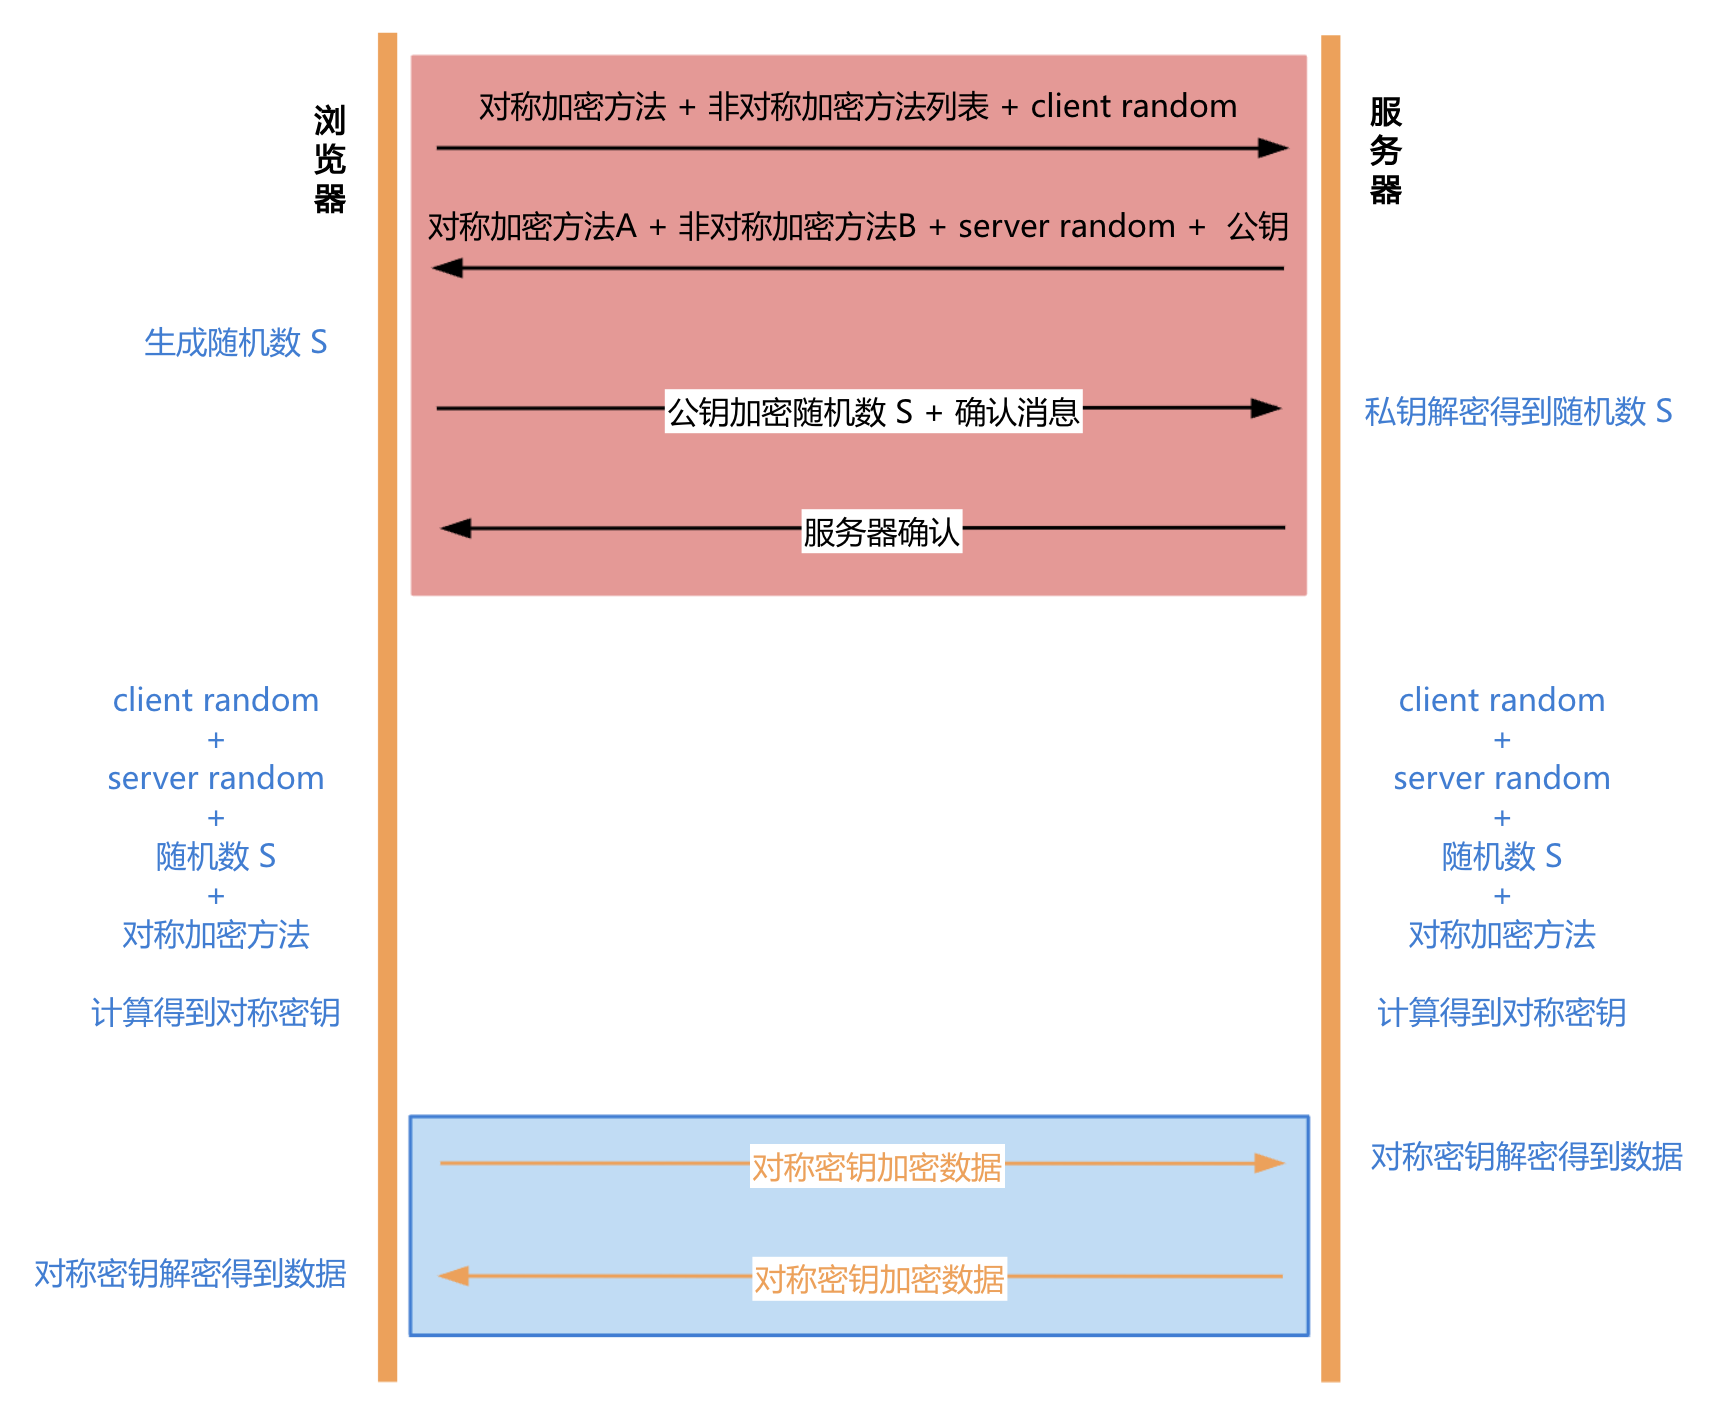 浏览器
服务器
对称加密方法 + 非对称加密方法列表 + client random
对称加密方法A + 非对称加密方法B + server random + 公钥
生成随机数 S
公钥加密随机数 S + 确认消息
私钥解密得到随机数 S
服务器确认
client random
+
server random
+
随机数 S
+
对称加密方法
计算得到对称密钥
client random
+
server random
+
随机数 S
+
对称加密方法
计算得到对称密钥
对称密钥加密数据
对称密钥解密得到数据
对称密钥解密得到数据
对称密钥加密数据